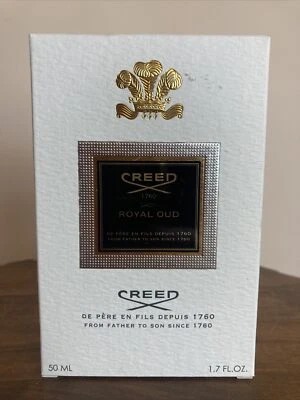 CREED
1760
ROYAL OUD
DE PÈRE EN FILS DEPUIS 1760
FROM FATHER TO SON SINCE 1760
CREED
DE PÈRE EN FILS DEPUIS 1760
FROM FATHER TO SON SINCE 1760
50 ML 1.7 FL.OZ.